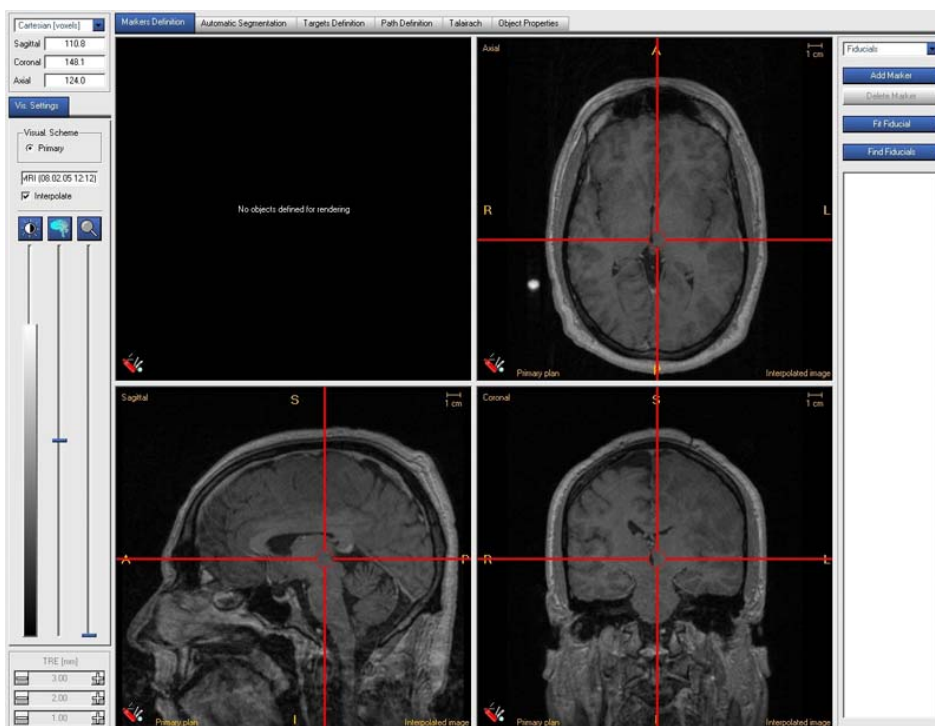 Cartesian [voxels]
Sagittal 110.8
Coronal 148.1
Axial 124.0
Vis. Settings
Visual. Scheme
Primary
MRI (08.02.05 12:12)
Interpolate
TRE [mm]
3.00
2.00
1.00
Markers Definition Automatic Segmentation Targets Definition Path Definition Talairach Object Properties
No objects defined for rendering
Axial
A
1 cm
R
L
Primary plan
Interpolated image
Sagittal
S
1 cm
A
P
Primary plan
I
Interpolated image
Coronal
S
1 cm
R
L
Primary plan
I
Interpolated image
Fiducials
Add Marker
Delete Marker
Fit Fiducial
Find Fiducials